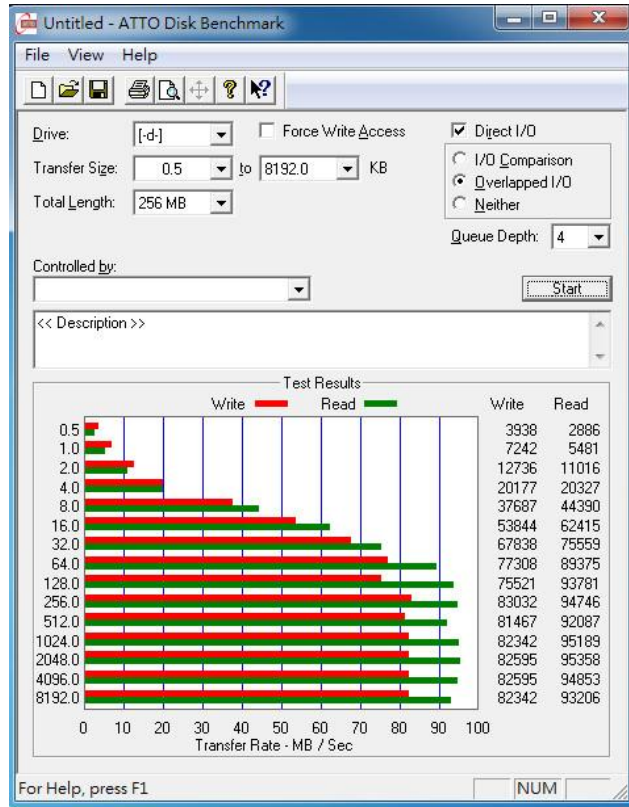 Untitled - ATTO Disk Benchmark
File View Help
Drive: [-d-] Force Write Access Direct I/O
Transfer Size: 0.5 to 8192.0 KB I/O Comparison
Overlapped I/O
Total Length: 256 MB Neither
Queue Depth: 4
Controlled by:
Start
<< Description >>
Test Results
Write Read Write Read
0.5 3938 2886
1.0 7242 5481
2.0 12736 11016
4.0 20177 20327
8.0 37687 44390
16.0 53844 62415
32.0 67838 75559
64.0 77308 89375
128.0 75521 93781
256.0 83032 94746
512.0 81467 92087
1024.0 82342 95189
2048.0 82595 95358
4096.0 82595 94853
8192.0 82342 93206
0 10 20 30 40 50 60 70 80 90 100
Transfer Rate - MB / Sec
For Help, press F1 NUM